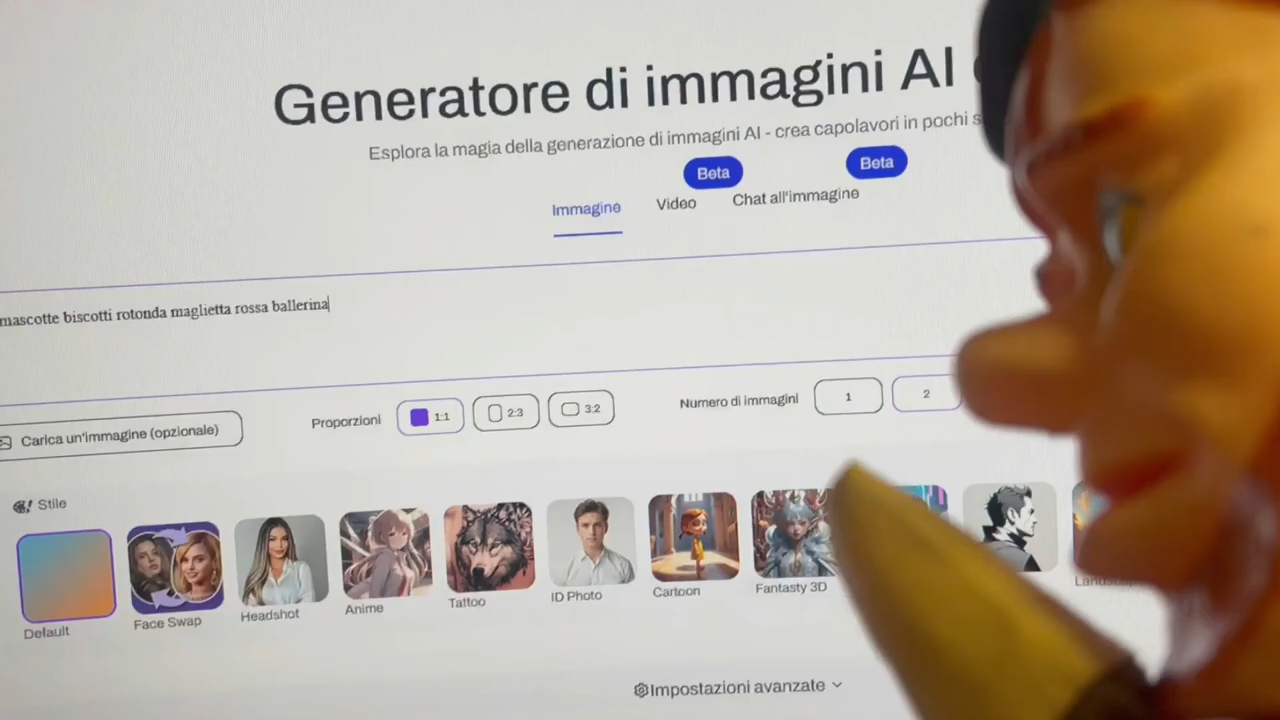 Generatore di immagini AI
Esplora la magia della generazione di immagini AI - crea capolavori in pochi
Beta
Beta
Immagine
Video
Chat all'immagine
mascotte biscotti rotonda maglietta rossa ballerina
Carica un'immagine (opzionale)
Proporzioni
1:1
2:3
3:2
Numero di immagini
1
2
Stile
Default
Face Swap
Headshot
Anime
Tattoo
ID Photo
Cartoon
Fantasty 3D
Impostazioni avanzate